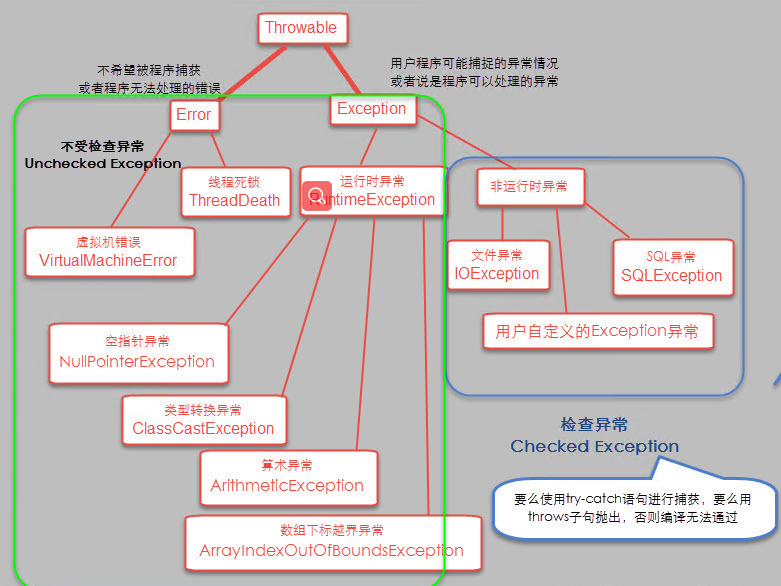 Throwable
不希望被程序捕获
或者程序无法处理的错误
用户程序可能捕捉的异常情况
或者说是程序可以处理的异常
Error
Exception
不受检查异常
Unchecked Exception
线程死锁
ThreadDeath
运行时异常
RuntimeException
非运行时异常
虚拟机错误
VirtualMachineError
文件异常
IOException
SQL异常
SQLException
用户自定义的Exception异常
空指针异常
NullPointerException
类型转换异常
ClassCastException
检查异常
Checked Exception
算术异常
ArithmeticException
要么使用try-catch语句进行捕获，要么用
throws子句抛出，否则编译无法通过
数组下标越界异常
ArrayIndexOutOfBoundsException